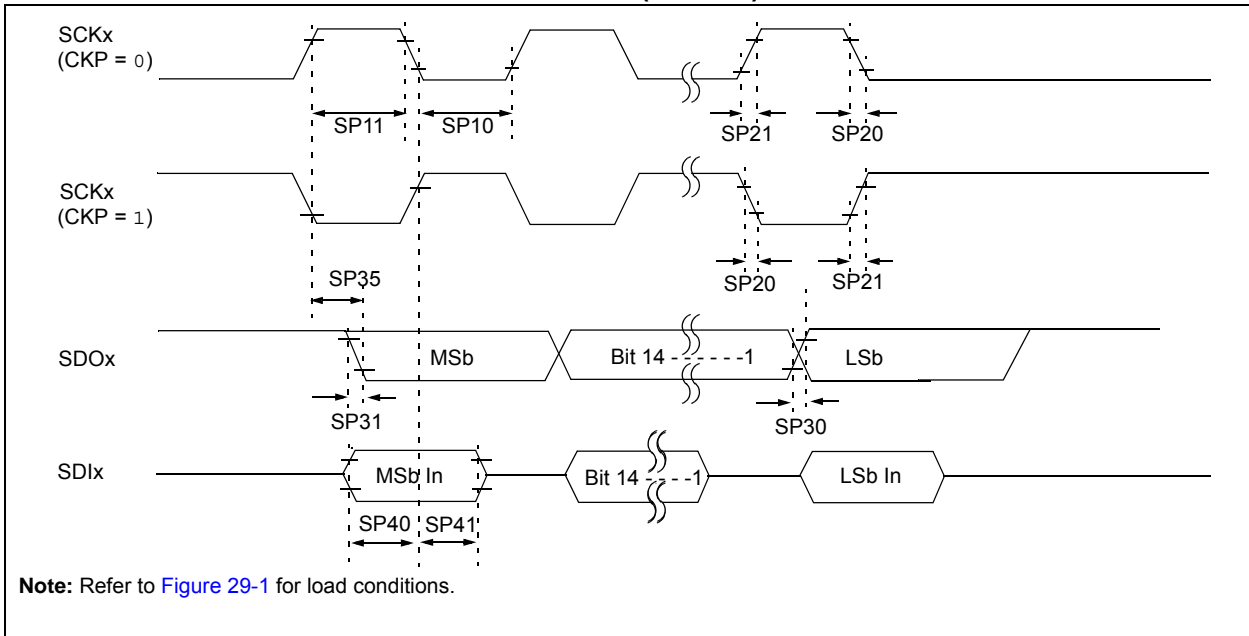 SCKx
(CKP = 0)
SP11
SP10
SP21
SP20
SCKx
(CKP = 1)
SP35
SP20
SP21
SDOx
MSb
Bit 14 - - - - - -1
LSb
SP31
SP30
SDIx
MSb In
Bit 14 - - - -1
LSb In
SP40
SP41
Note: Refer to Figure 29-1 for load conditions.